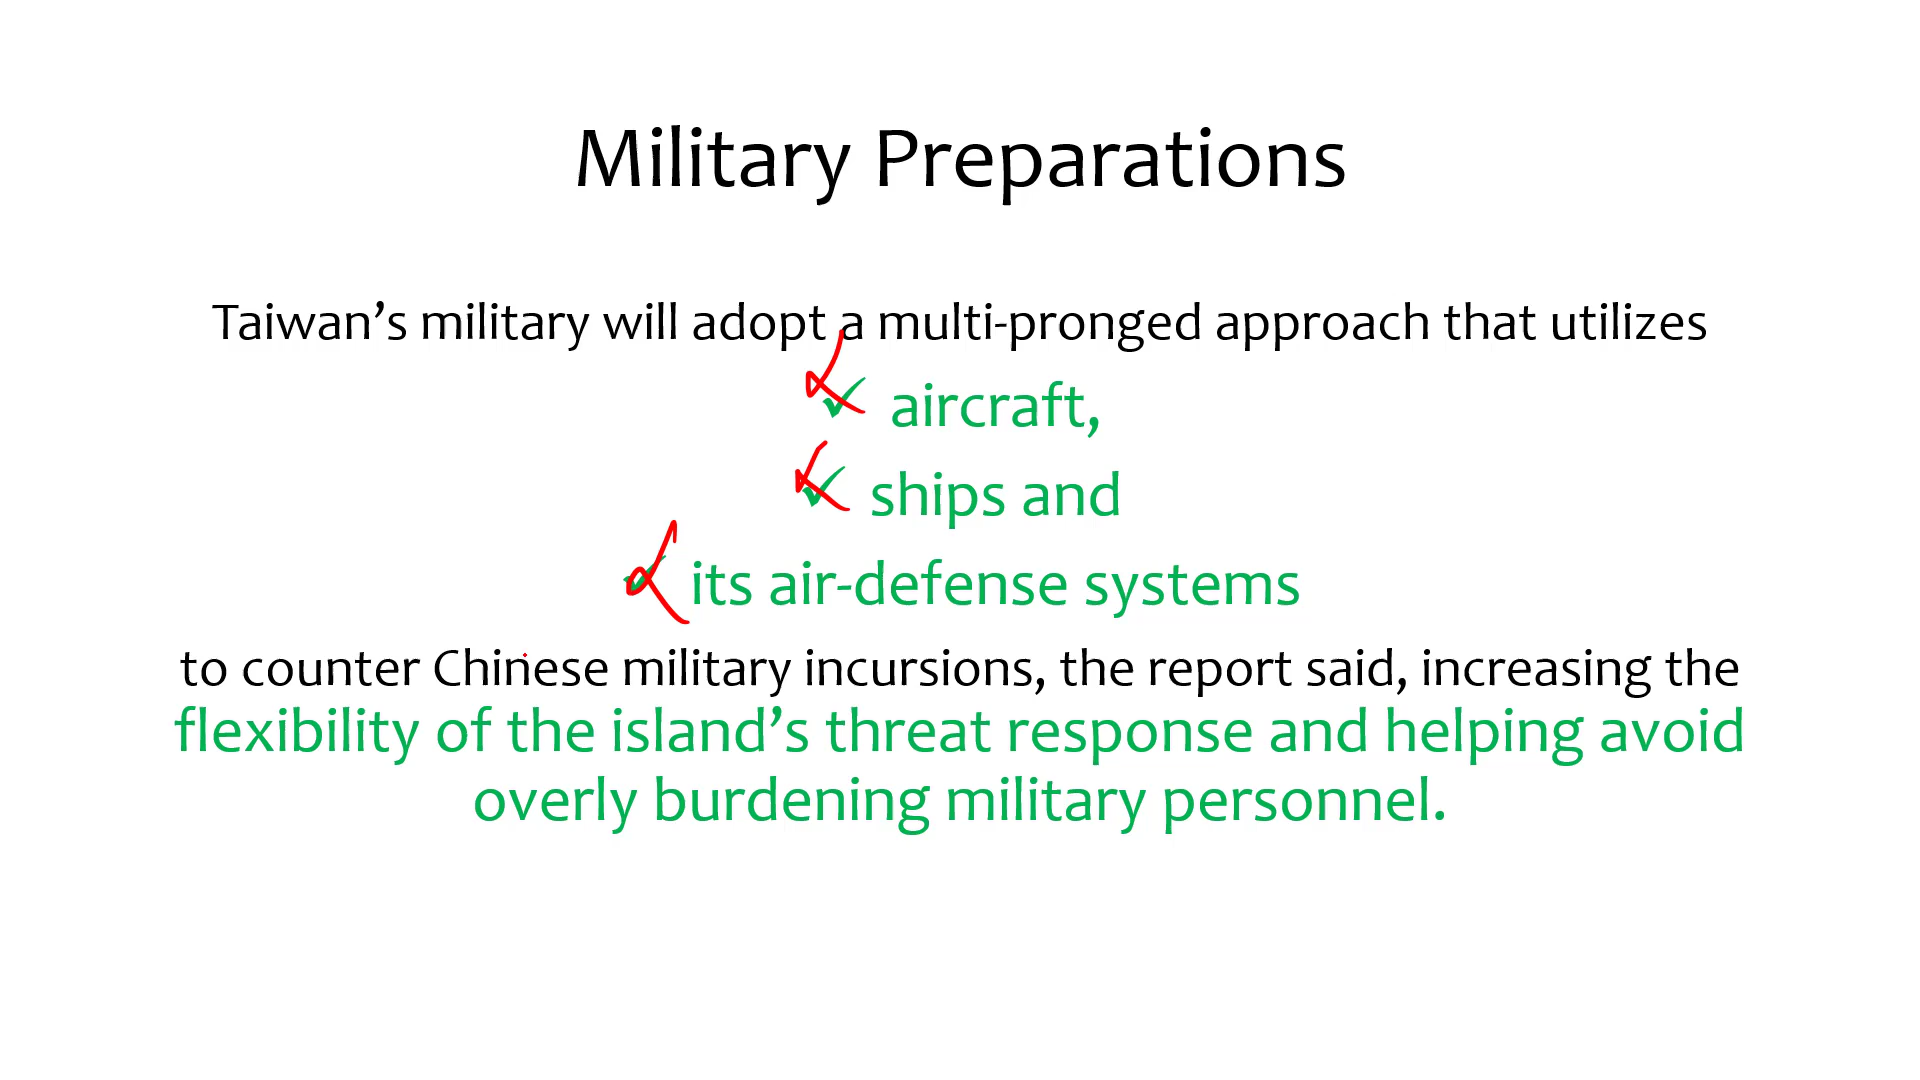 Military Preparations
Taiwan’s military will adopt a multi-pronged approach that utilizes
✓ aircraft,
✓ ships and
✓ its air-defense systems
to counter Chinese military incursions, the report said, increasing the
flexibility of the island’s threat response and helping avoid
overly burdening military personnel.